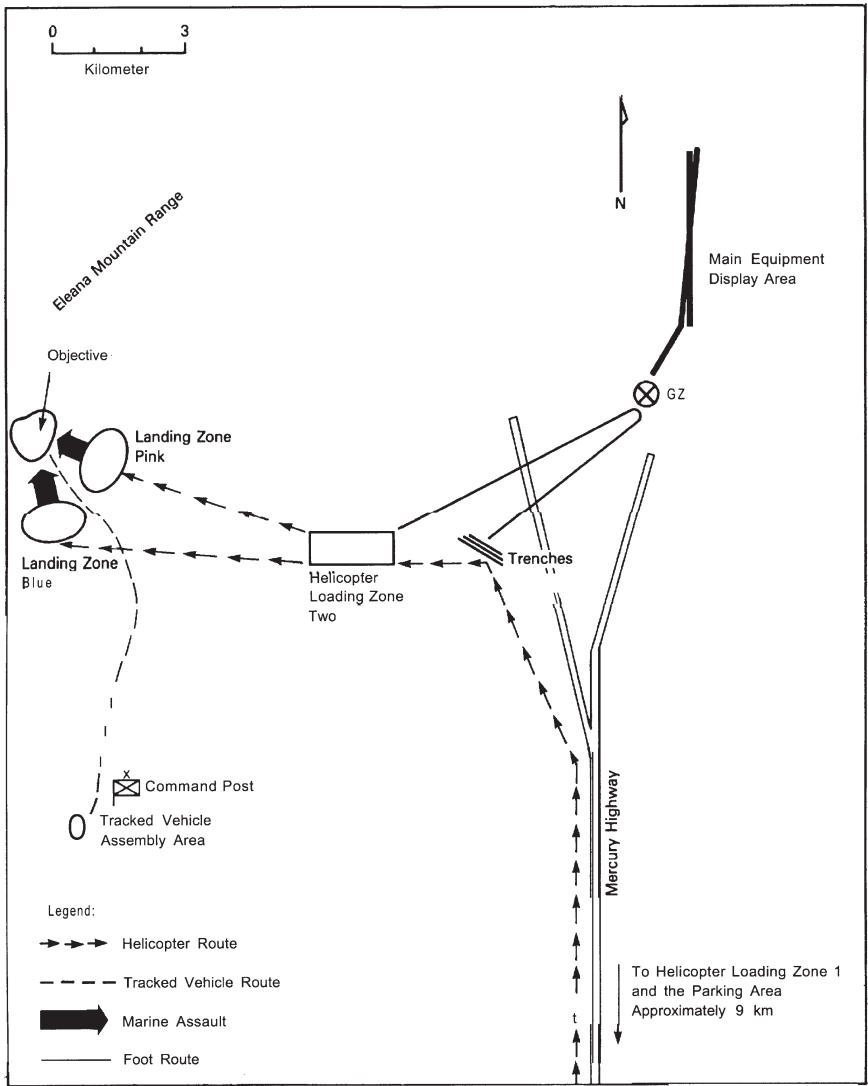 0 3
Kilometer
N
Eleana Mountain Range
Main Equipment
Display Area
Objective
GZ
Landing Zone
Pink
Trenches
Landing Zone
Blue
Helicopter
Loading Zone
Two
X
Command Post
Tracked Vehicle
Assembly Area
Mercury Highway
Legend:
Helicopter Route
Tracked Vehicle Route
Marine Assault
Foot Route
To Helicopter Loading Zone 1
and the Parking Area
Approximately 9 km
t